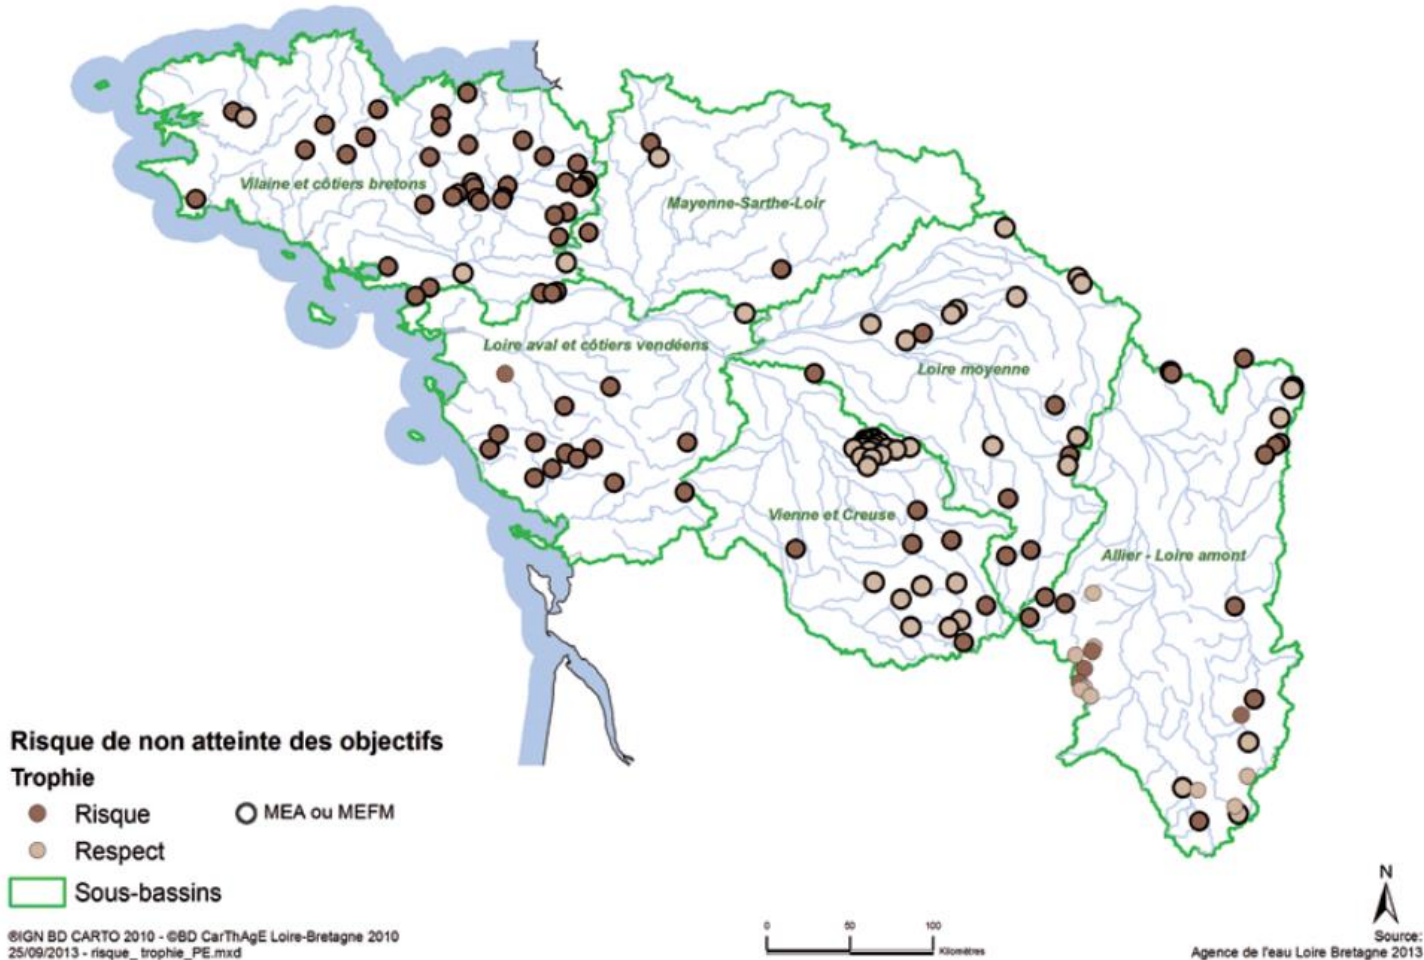 Vilaine et côtiers bretons
Mayenne-Sarthe-Loir
Loire aval et côtiers vendéens
Loire moyenne
Vienne et Creuse
Allier - Loire amont
Risque de non atteinte des objectifs
Trophie
Risque
MEA ou MEFM
Respect
Sous-bassins
®IGN BD CARTO 2010 - ©BD CarThAgE Loire-Bretagne 2010
25/09/2013 - risque_ trophie_PE.mxd
0 50 100
Kilomètres
N
Source:
Agence de l'eau Loire Bretagne 2013